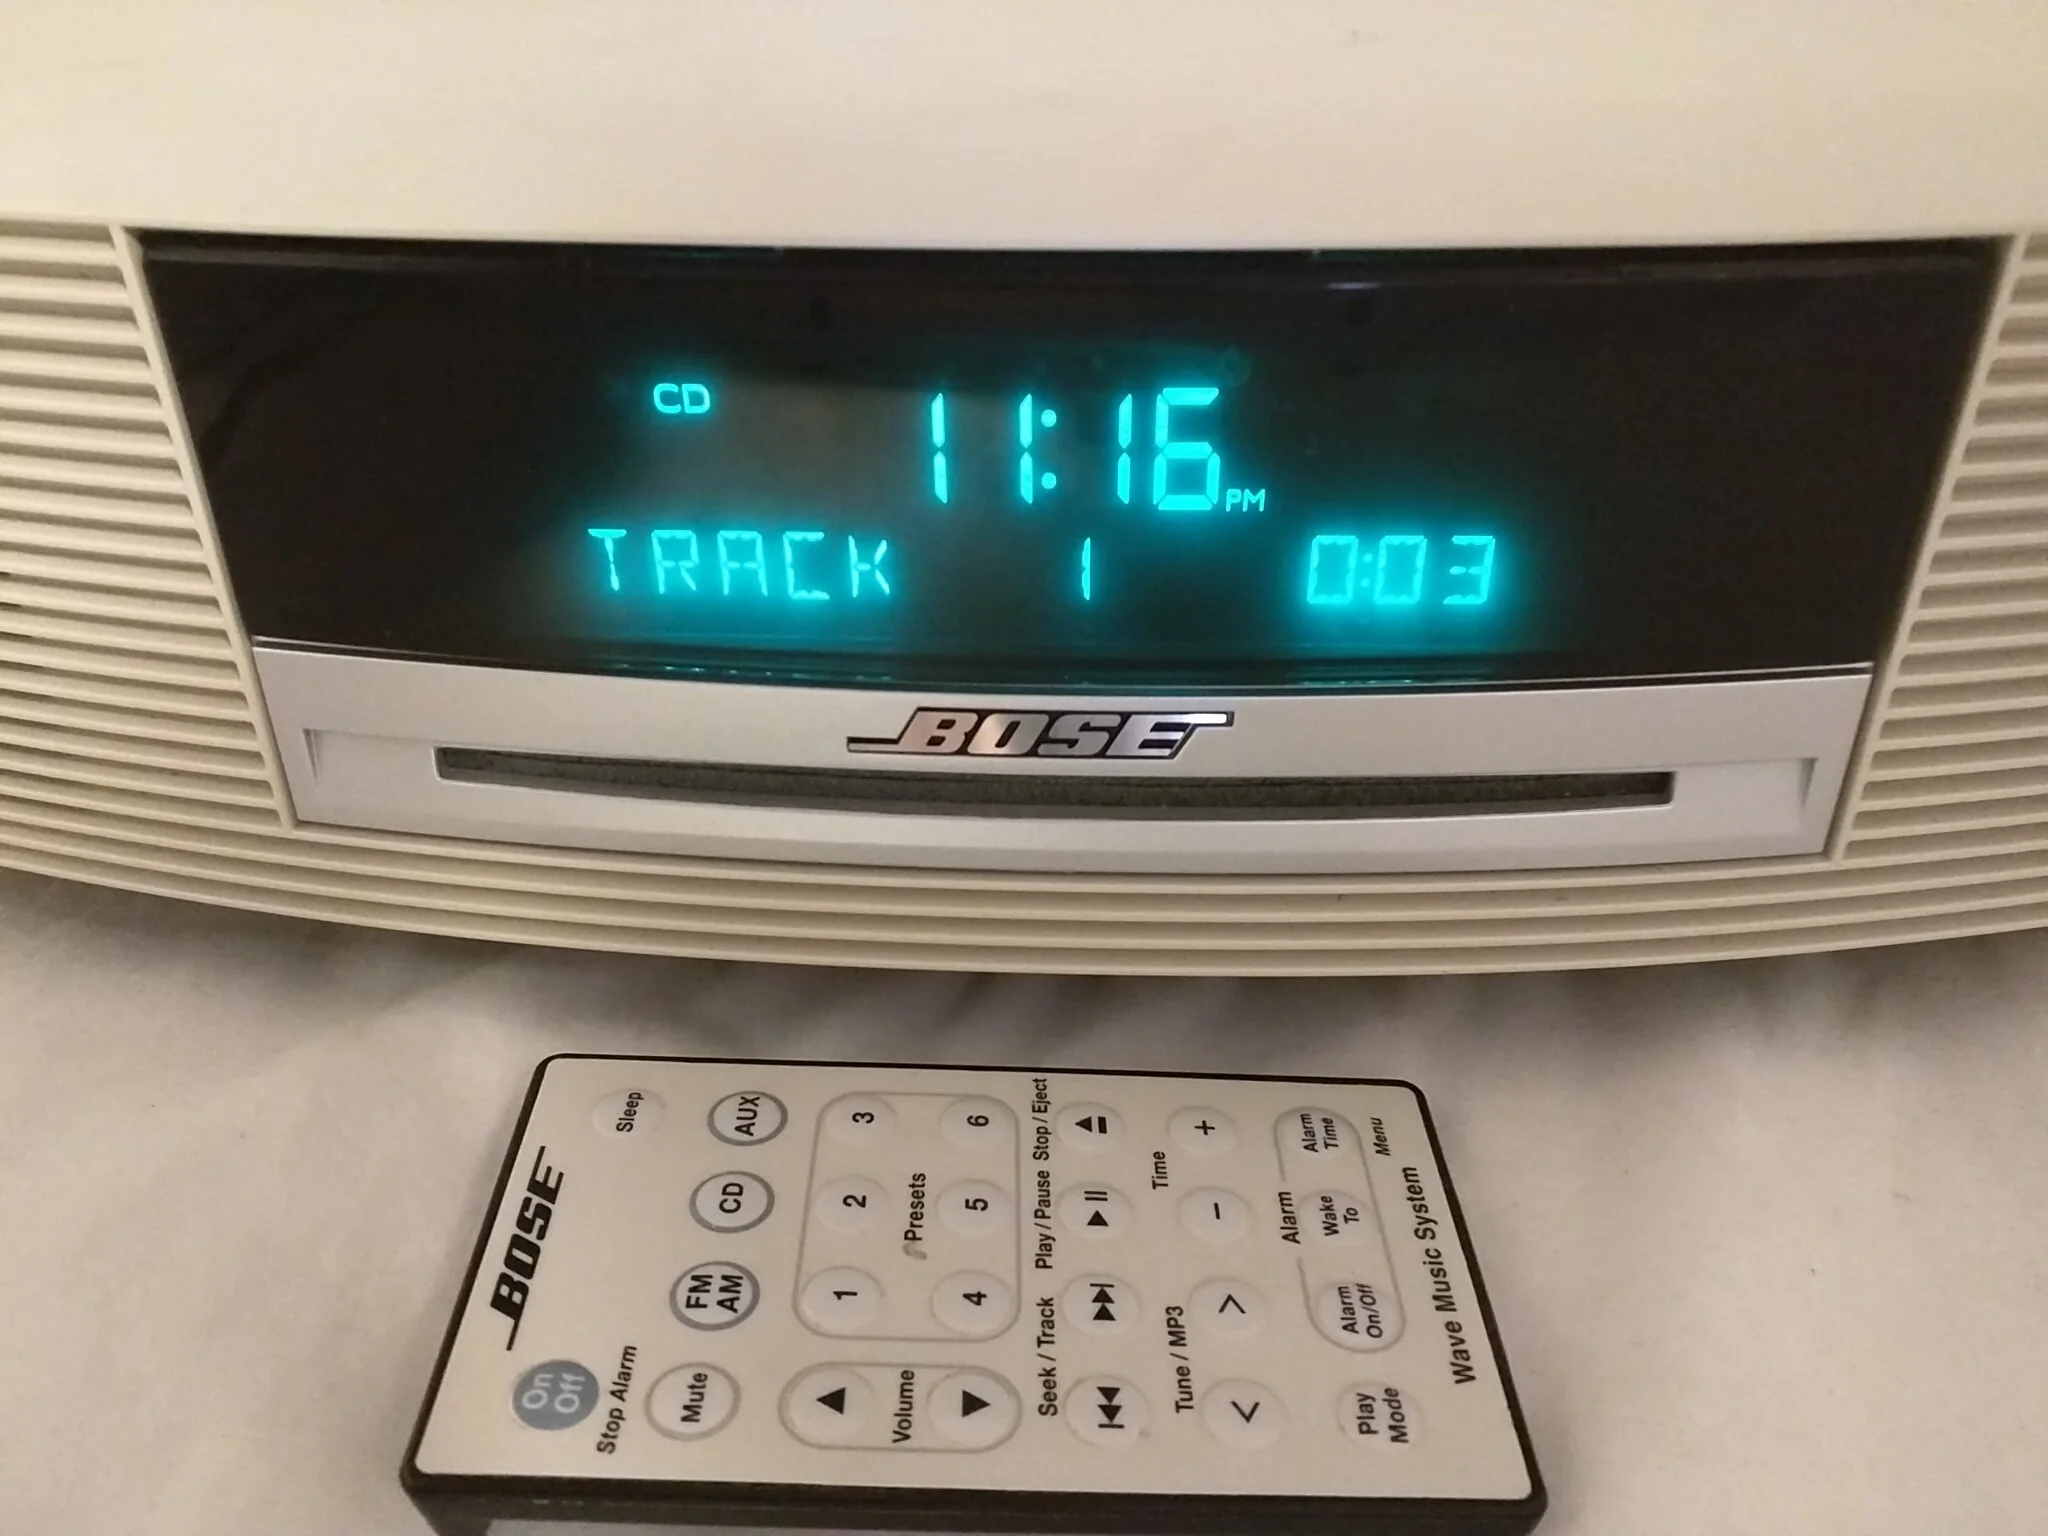 CD 11:16 PM
TRACK 1 0:03
BOSE
BOSE
On Off
Sleep
Stop Alarm
Mute
FM AM
CD
AUX
Volume
1 2 3
Presets
4 5 6
Seek / Track Play / Pause Stop / Eject
Tune / MP3 Time
< > − +
Alarm
Play Mode
Alarm On/Off
Wake To
Alarm Time
Menu
Wave Music System